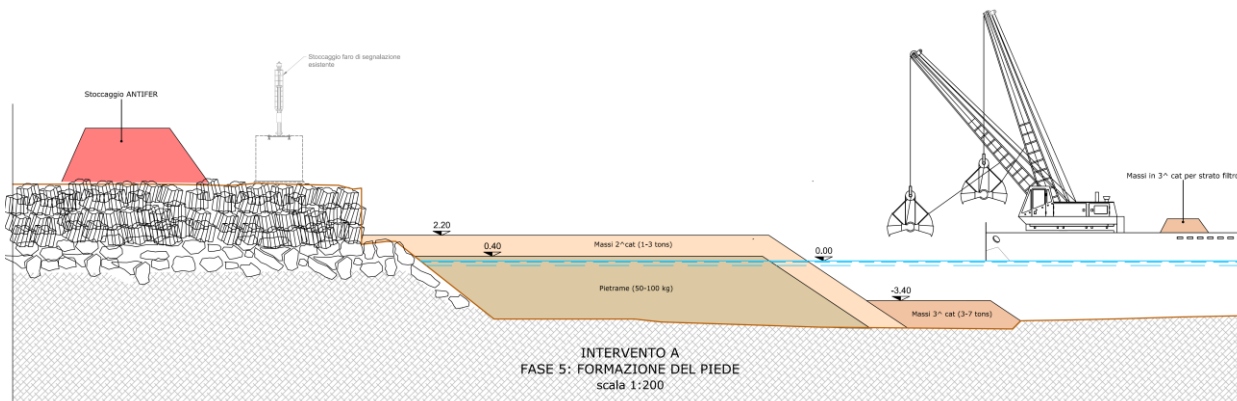 Stoccaggio faro di segnalazione
esistente
Stoccaggio ANTIFER
Massi in 3^ cat per strato filtro
2.20
Massi 2^cat (1-3 tons)
0.40
0.00
Pietrame (50-100 kg)
-3.40
Massi 3^ cat (3-7 tons)
INTERVENTO A
FASE 5: FORMAZIONE DEL PIEDE
scala 1:200